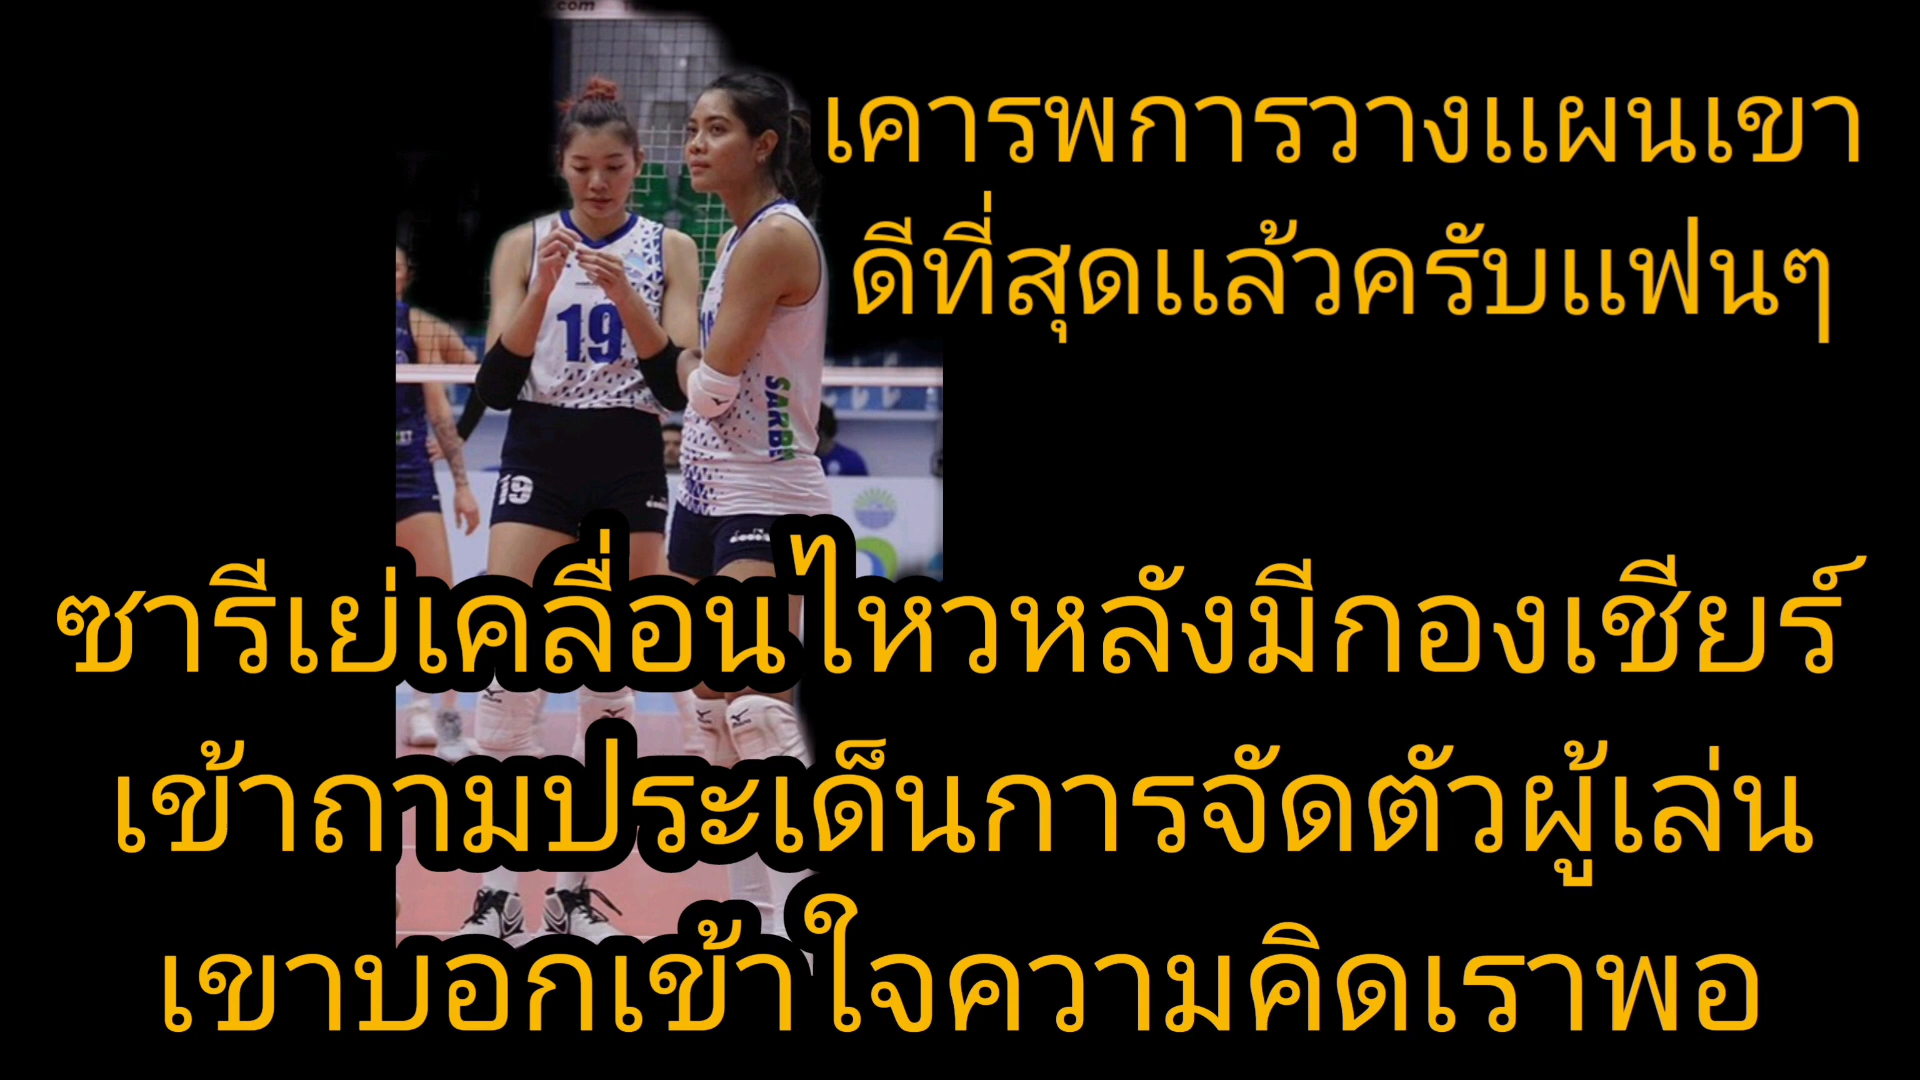 .com
เคารพการวางแผนเขา
ดีที่สุดแล้วครับแฟนๆ
19
SARBE
19
ซารีเย่เคลื่อนไหวหลังมีกองเชียร์
เข้าถามประเด็นการจัดตัวผู้เล่น
เขาบอกเข้าใจความคิดเราพอ